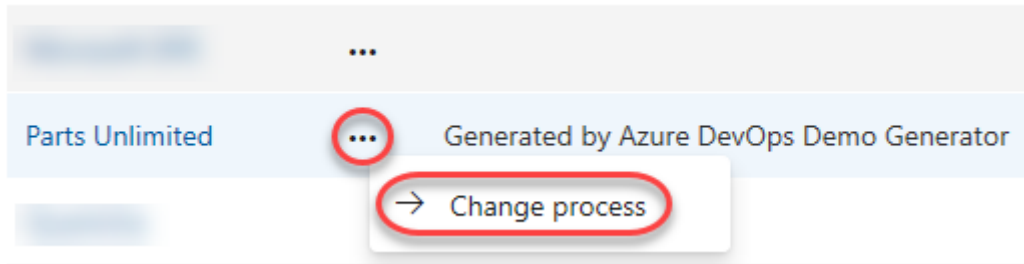 ...
Parts Unlimited ... Generated by Azure DevOps Demo Generator
→ Change process